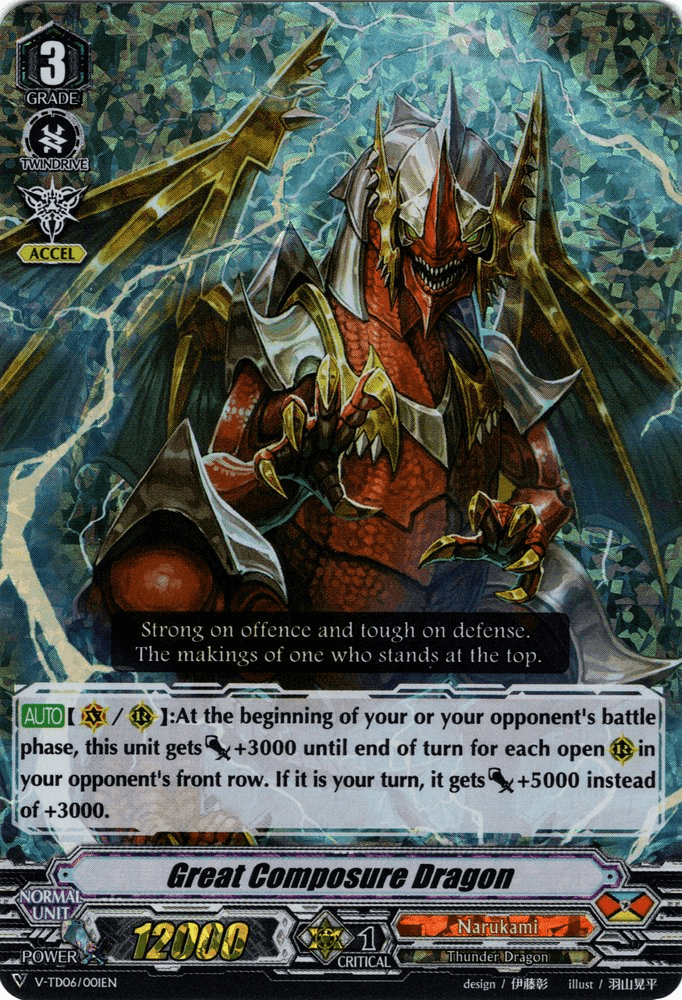 3
GRADE
TWINDRIVE
ACCEL
Strong on offence and tough on defense.
The makings of one who stands at the top.
AUTO【 V / R 】:At the beginning of your or your opponent's battle
phase, this unit gets +3000 until end of turn for each open R in
your opponent's front row. If it is your turn, it gets +5000 instead
of +3000.
Great Composure Dragon
NORMAL
UNIT
POWER 12000
1
CRITICAL
Narukami
Thunder Dragon
V-TD06/001EN
design / 伊藤彰 illust / 羽山晃平